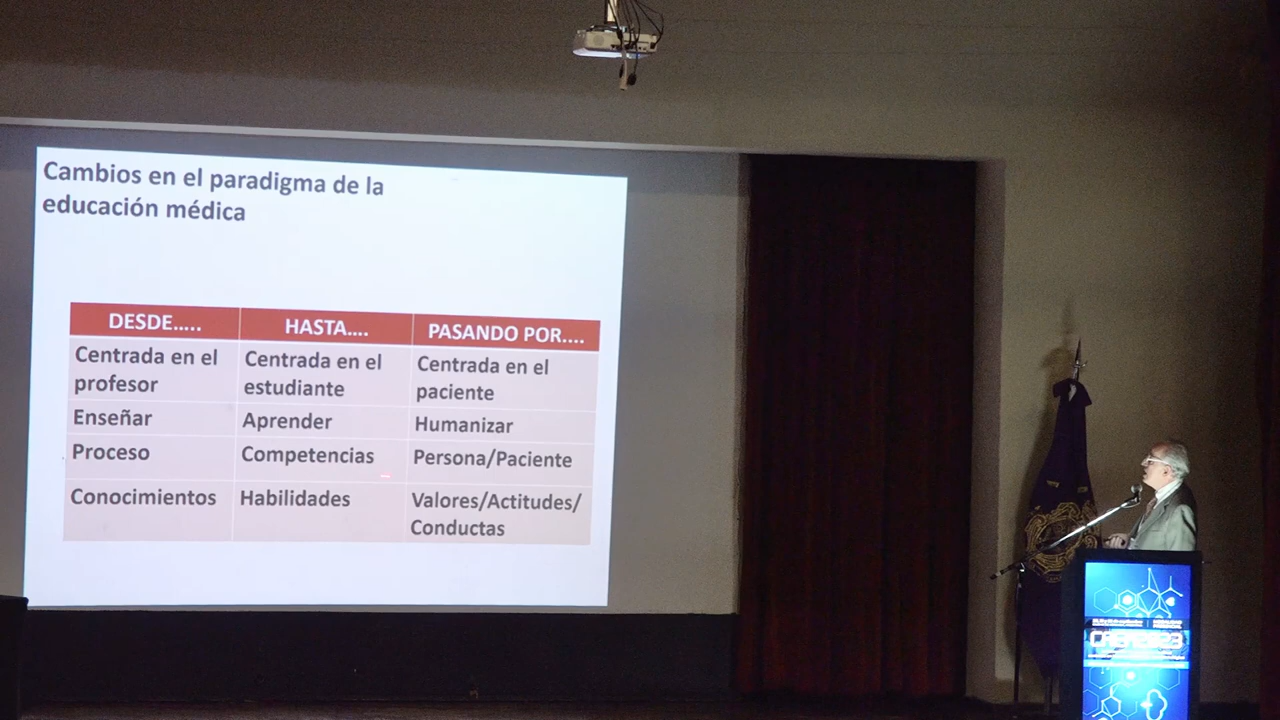 Cambios en el paradigma de la
educación médica
DESDE.....
HASTA....
PASANDO POR....
Centrada en el
profesor
Centrada en el
estudiante
Centrada en el
paciente
Enseñar
Aprender
Humanizar
Proceso
Competencias
Persona/Paciente
Conocimientos
Habilidades
Valores/Actitudes/
Conductas